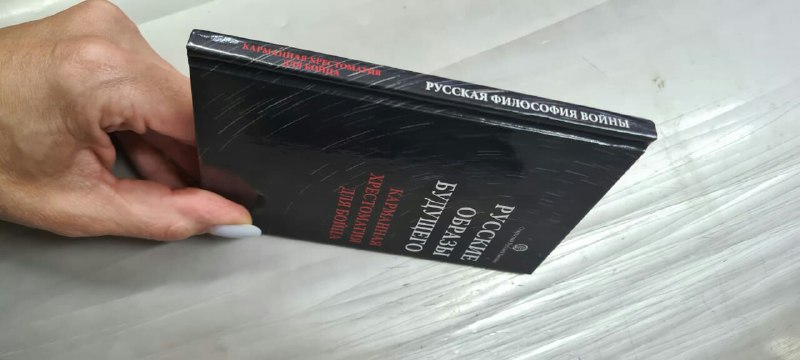 КАРМАННАЯ ХРЕСТОМАТИЯ
ДЛЯ БОЙЦА
РУССКАЯ ФИЛОСОФИЯ ВОЙНЫ
РУССКИЕ
ОБРАЗЫ
БУДУЩЕГО
КАРМАННАЯ
ХРЕСТОМАТИЯ
ДЛЯ БОЙЦА